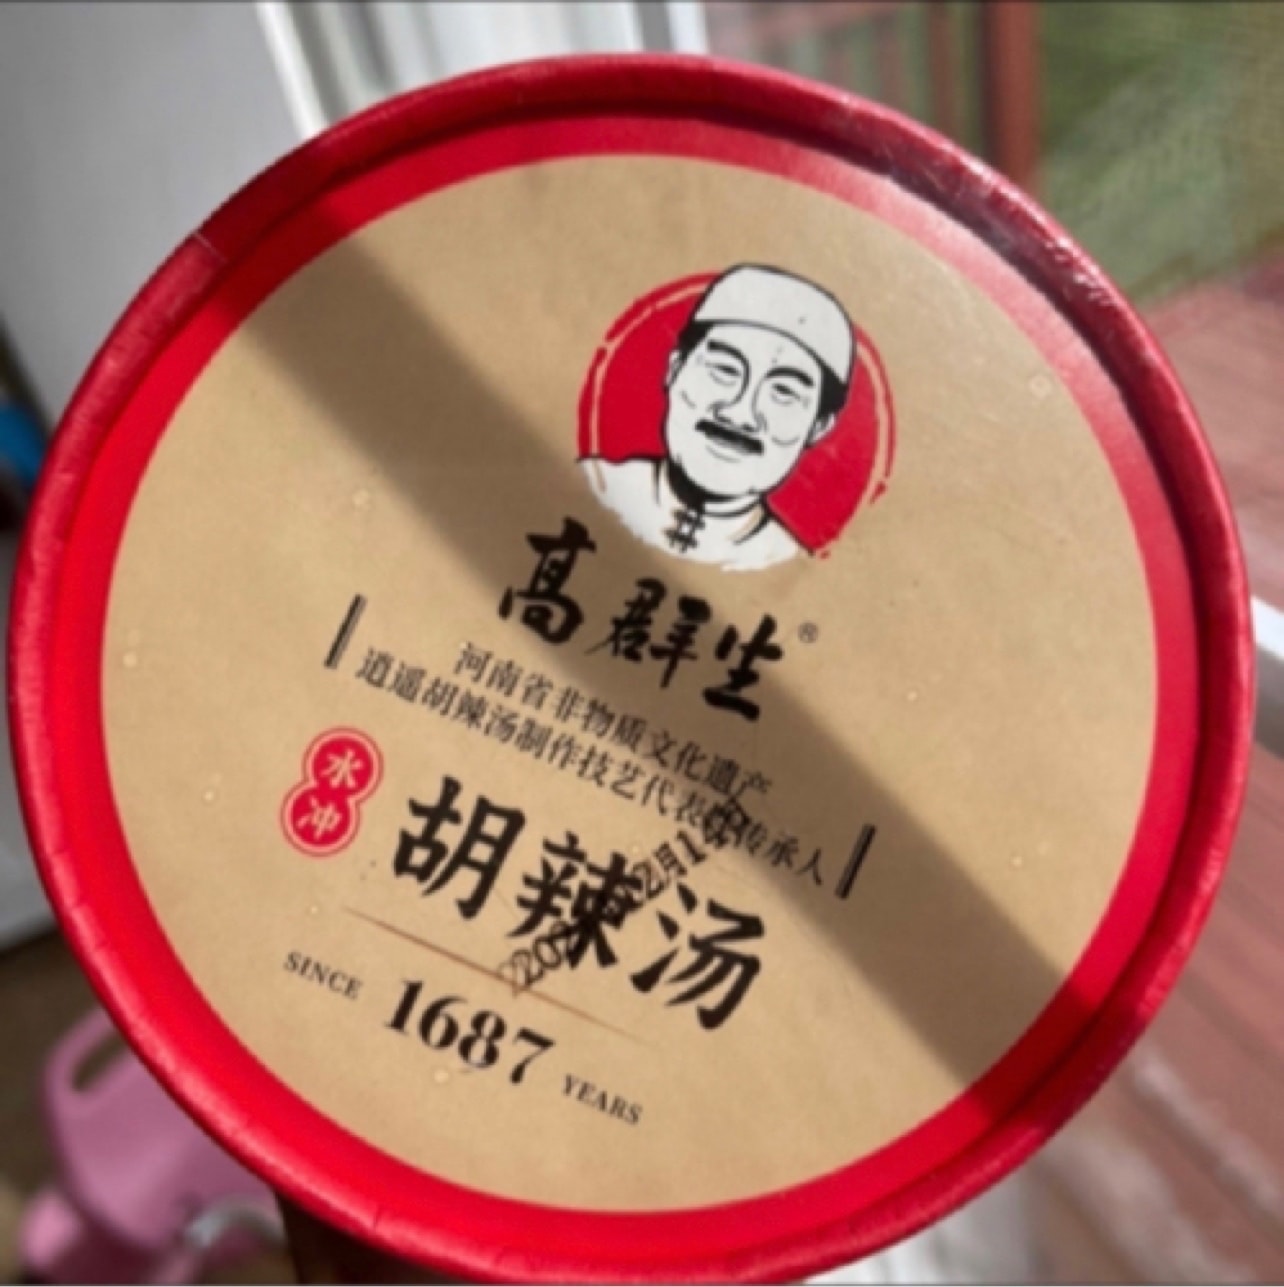 高群生®
河南省非物质文化遗产
逍遥胡辣汤制作技艺代表性传承人
水冲
胡辣汤
SINCE 1687 YEARS